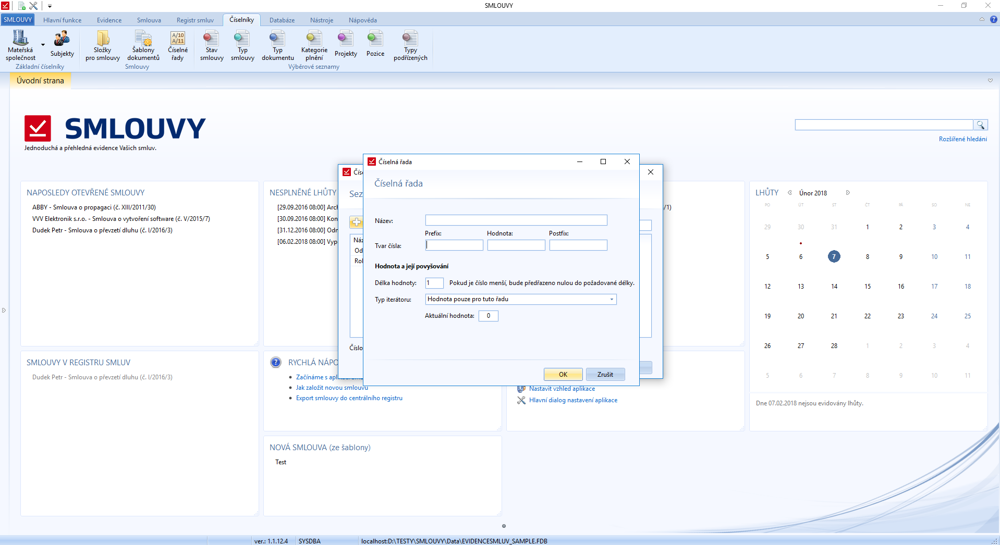 SMLOUVY
SMLOUVY Hlavní funkce Evidence Smlouva Registr smluv Číselníky Databáze Nástroje Nápověda
Mateřská společnost
Subjekty
Složky pro smlouvy
Šablony dokumentů
A/10
A/11
Číselné řady
Stav smlouvy
Typ smlouvy
Typ dokumentu
Kategorie plnění
Projekty
Pozice
Typy podřízených
Základní číselníky
Smlouvy
Výběrové seznamy
Úvodní strana
SMLOUVY
Jednoduchá a přehledná evidence Vašich smluv.
Rozšířené hledání
NAPOSLEDY OTEVŘENÉ SMLOUVY
ABBY - Smlouva o propagaci (č. XIII/2011/30)
VVV Elektronik s.r.o. - Smlouva o vytvoření software (č. V/2015/7)
Dudek Petr - Smlouva o převzetí dluhu (č. I/2016/3)
NESPLNĚNÉ LHŮTY
[29.09.2016 08:00] Arc
[30.09.2016 08:00] Kon
[31.12.2016 08:00] Odr
[06.02.2018 08:00] Vyp
/1)
Čís
Sez
Náz
Od
Rol
Číslo
Číselná řada
Číselná řada
Název:
Prefix: Hodnota: Postfix:
Tvar čísla:
Hodnota a její povyšování
Délka hodnoty: 1 Pokud je číslo menší, bude předřazeno nulou do požadované délky.
Typ iterátoru: Hodnota pouze pro tuto řadu
Aktuální hodnota: 0
OK Zrušit
LHŮTY Únor 2018
PO ÚT ST ČT PÁ SO NE
29 30 31 1 2 3 4
5 6 7 8 9 10 11
12 13 14 15 16 17 18
19 20 21 22 23 24 25
26 27 28 1 2 3 4
5 6 7 8 9 10 11
Dne 07.02.2018 nejsou evidovány lhůty.
SMLOUVY V REGISTRU SMLUV
Dudek Petr - Smlouva o převzetí dluhu (č. I/2016/3)
RYCHLÁ NÁPO
Začínáme s
Jak založit novou smlouvu
Export smlouvy do centrálního registru
Nastavit vzhled aplikace
Hlavní dialog nastavení aplikace
NOVÁ SMLOUVA (ze šablony)
Test
ver.: 1.1.12.4 SYSDBA localhost:D:\TESTY\SMLOUVY\Data\EVIDENCESMLUV_SAMPLE.FDB